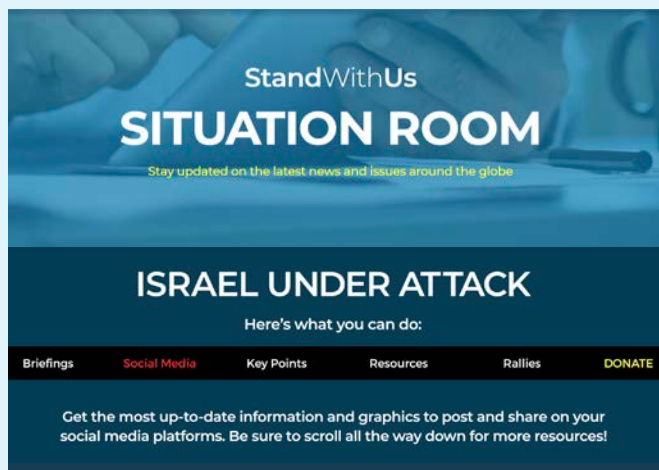 StandWithUs
SITUATION ROOM
Stay updated on the latest news and issues around the globe
ISRAEL UNDER ATTACK
Here's what you can do:
Briefings Social Media Key Points Resources Rallies DONATE
Get the most up-to-date information and graphics to post and share on your
social media platforms. Be sure to scroll all the way down for more resources!